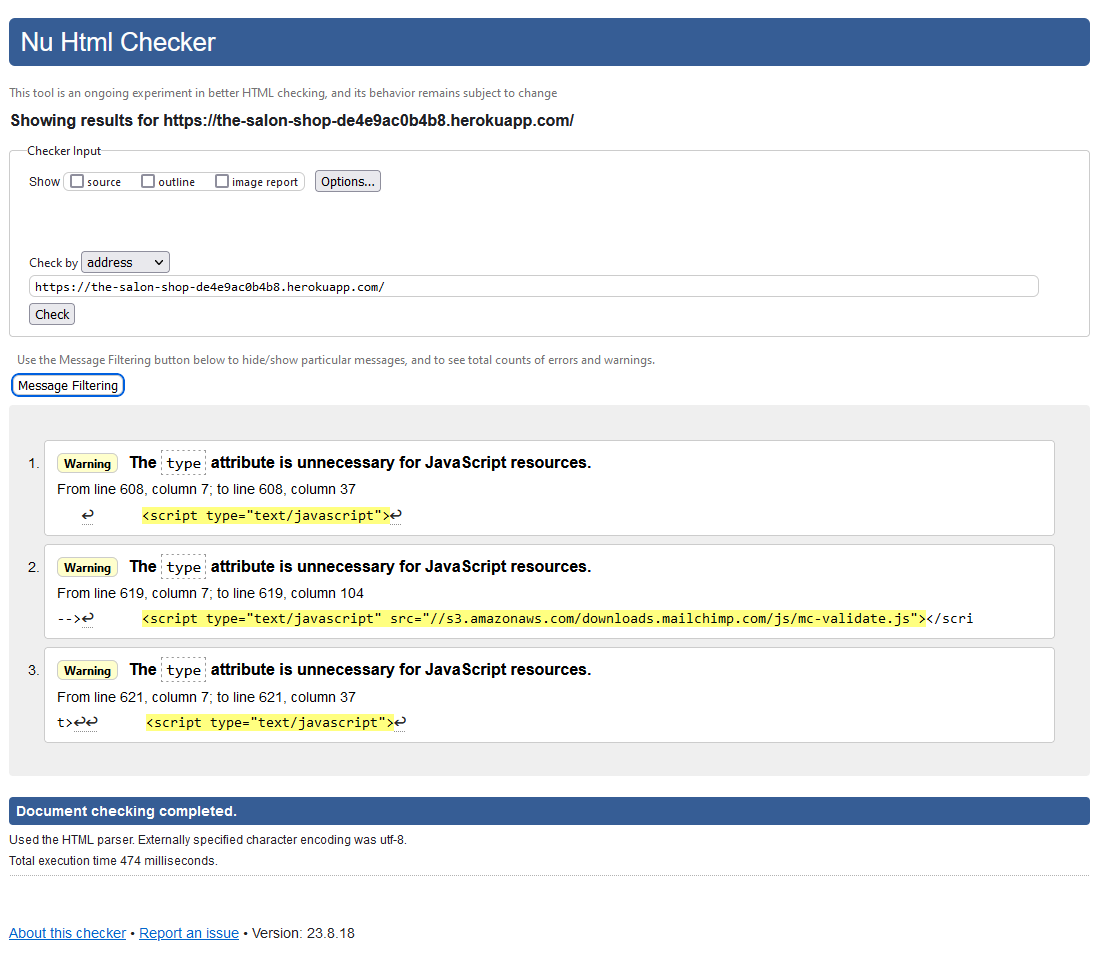 Nu Html Checker
This tool is an ongoing experiment in better HTML checking, and its behavior remains subject to change
Showing results for https://the-salon-shop-de4e9ac0b4b8.herokuapp.com/
Checker Input
Show source outline image report Options...
Check by address
https://the-salon-shop-de4e9ac0b4b8.herokuapp.com/
Check
Use the Message Filtering button below to hide/show particular messages, and to see total counts of errors and warnings.
Message Filtering
1. Warning The type attribute is unnecessary for JavaScript resources.
From line 608, column 7; to line 608, column 37
↩ <script type="text/javascript">↩
2. Warning The type attribute is unnecessary for JavaScript resources.
From line 619, column 7; to line 619, column 104
-->↩ <script type="text/javascript" src="//s3.amazonaws.com/downloads.mailchimp.com/js/mc-validate.js"></scri
3. Warning The type attribute is unnecessary for JavaScript resources.
From line 621, column 7; to line 621, column 37
t>↩↩ <script type="text/javascript">↩
Document checking completed.
Used the HTML parser. Externally specified character encoding was utf-8.
Total execution time 474 milliseconds.
About this checker • Report an issue • Version: 23.8.18